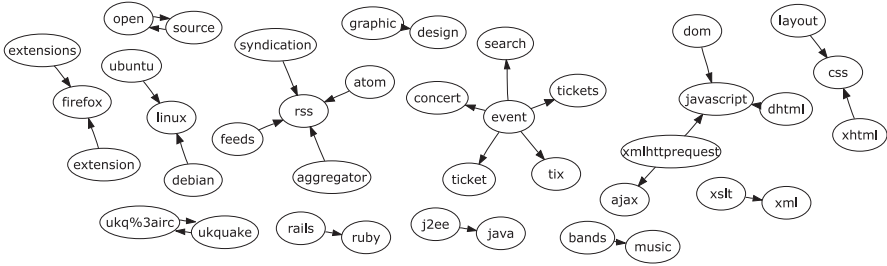 open
source
graphic
design
extensions
ubuntu
syndication
search
dom
layout
firefox
linux
rss
atom
concert
event
tickets
javascript
dhtml
css
extension
debian
feeds
aggregator
ticket
tix
xmlhttprequest
ajax
xhtml
xslt
xml
ukq%3airc
ukquake
rails
ruby
j2ee
java
bands
music